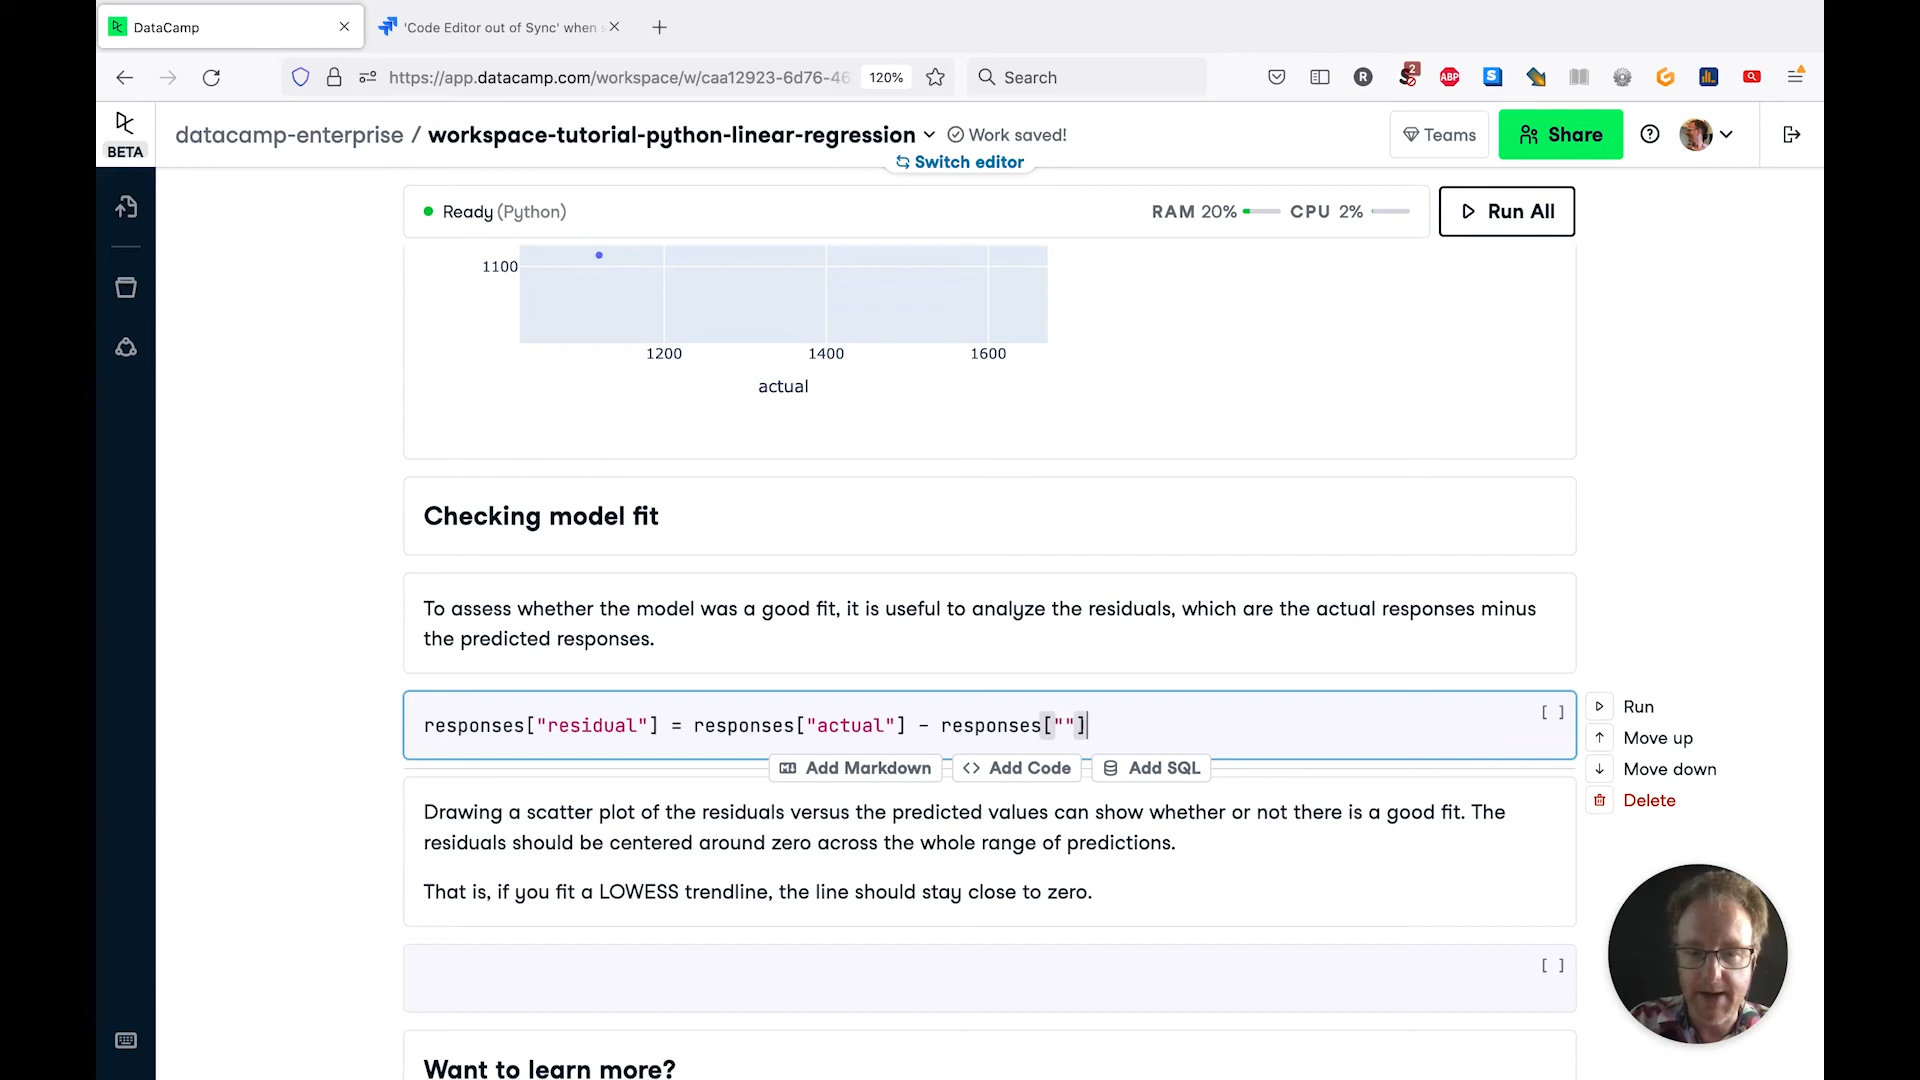 DataCamp
'Code Editor out of Sync' when s
https://app.datacamp.com/workspace/w/caa12923-6d76-46
120%
Search
R
2
ABP
S
BETA
datacamp-enterprise / workspace-tutorial-python-linear-regression
Work saved!
Teams
Share
Switch editor
Ready (Python)
RAM 20%
CPU 2%
Run All
1100
1200
1400
1600
actual
Checking model fit
To assess whether the model was a good fit, it is useful to analyze the residuals, which are the actual responses minus
the predicted responses.
responses["residual"] = responses["actual"] - responses[""]
[ ]
Run
Move up
Move down
Delete
Add Markdown
Add Code
Add SQL
Drawing a scatter plot of the residuals versus the predicted values can show whether or not there is a good fit. The
residuals should be centered around zero across the whole range of predictions.
That is, if you fit a LOWESS trendline, the line should stay close to zero.
[ ]
Want to learn more?